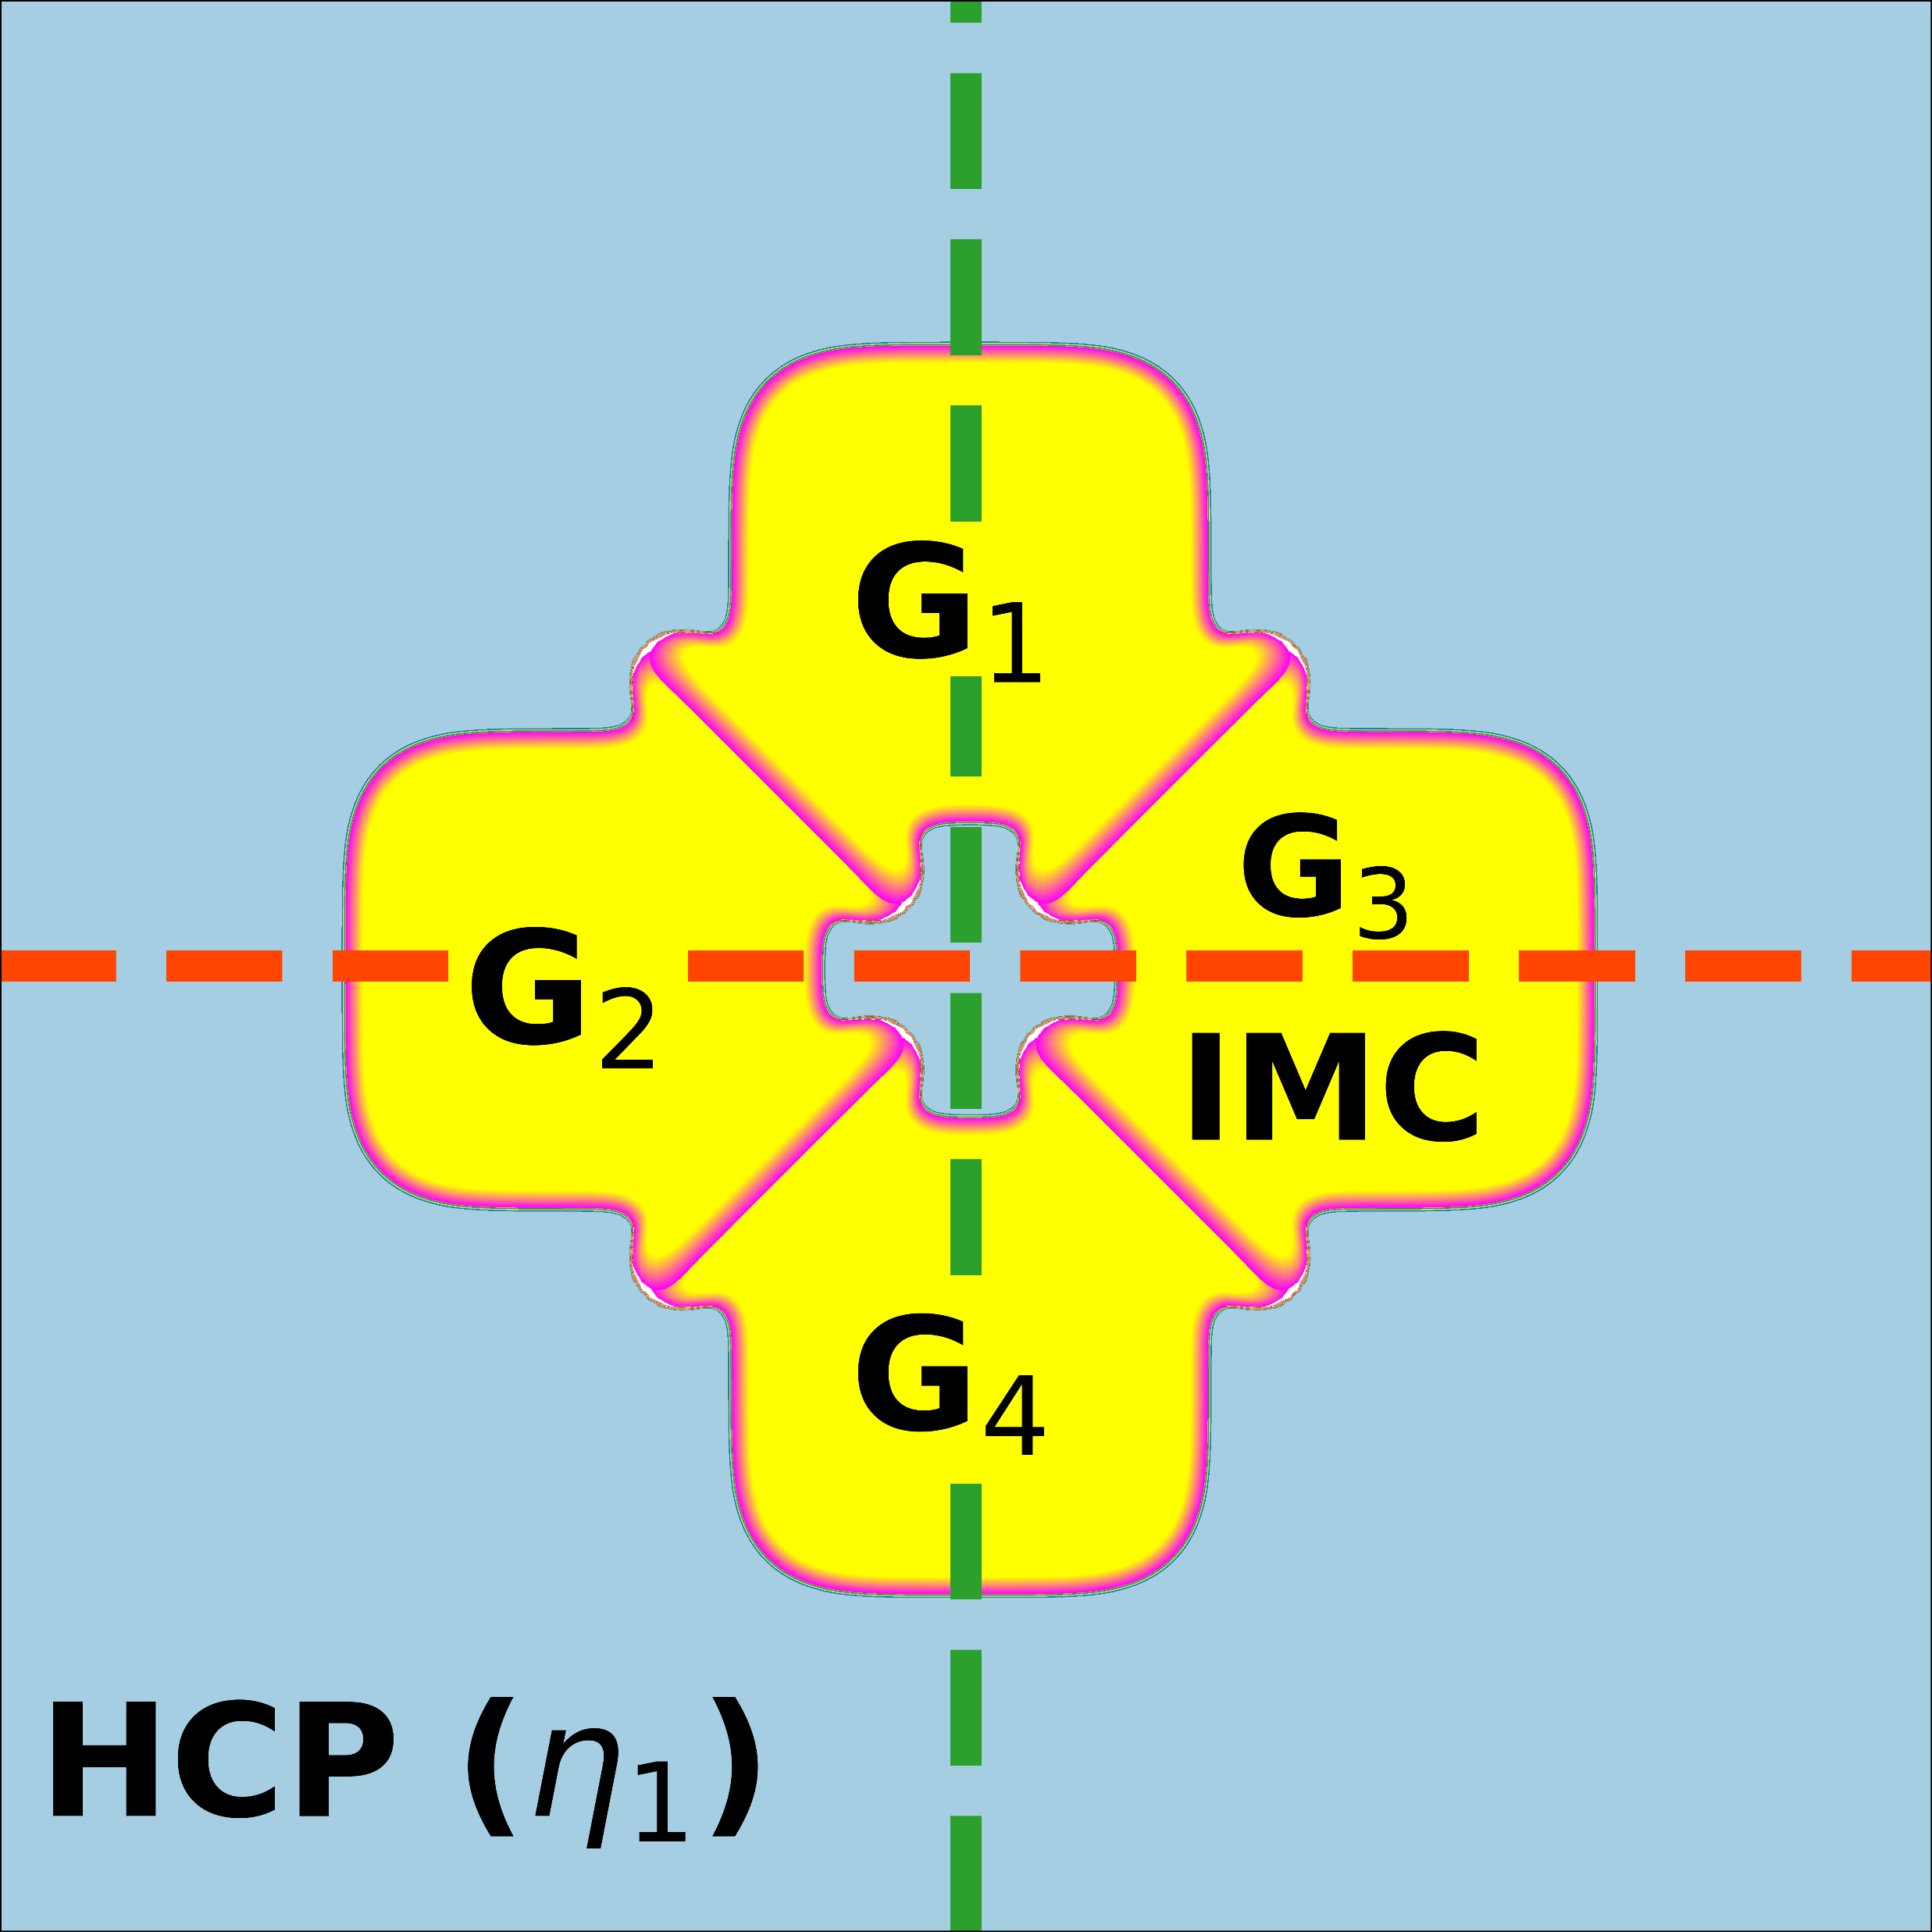 G₁
G₃
G₂
IMC
G₄
HCP (η₁)